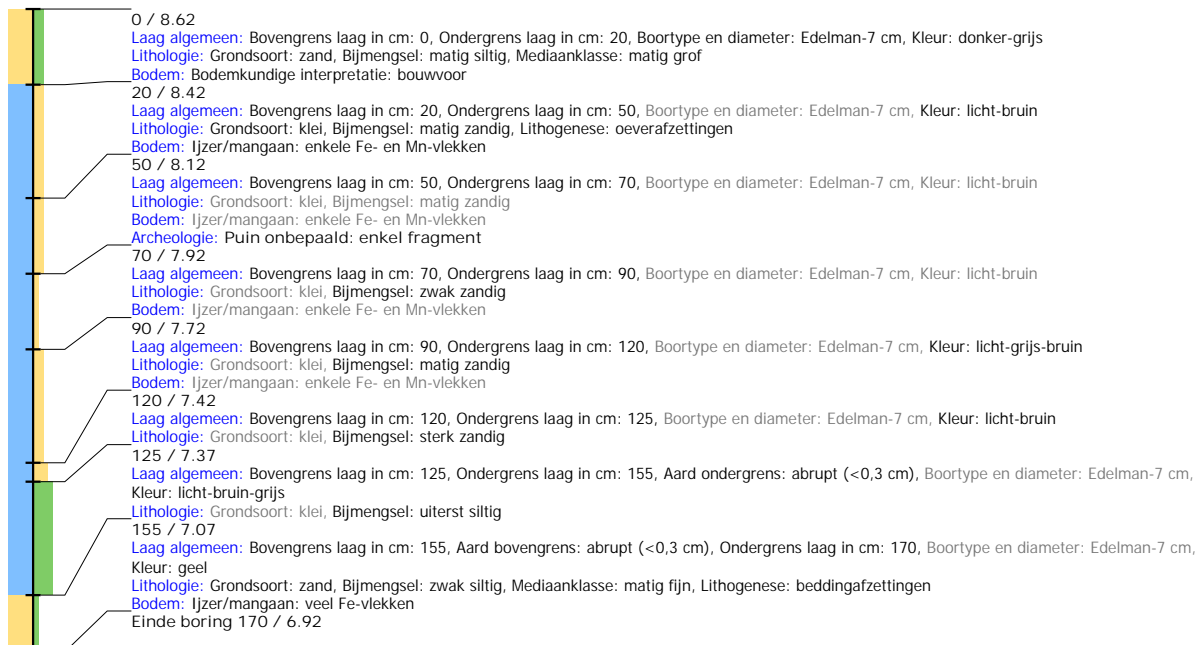 0 / 8.62
Laag algemeen: Bovengrens laag in cm: 0, Ondergrens laag in cm: 20, Boortype en diameter: Edelman-7 cm, Kleur: donker-grijs
Lithologie: Grondsoort: zand, Bijmengsel: matig siltig, Mediaanklasse: matig grof
Bodem: Bodemkundige interpretatie: bouwvoor
20 / 8.42
Laag algemeen: Bovengrens laag in cm: 20, Ondergrens laag in cm: 50, Boortype en diameter: Edelman-7 cm, Kleur: licht-bruin
Lithologie: Grondsoort: klei, Bijmengsel: matig zandig, Lithogenese: oeverafzettingen
Bodem: Ijzer/mangaan: enkele Fe- en Mn-vlekken
50 / 8.12
Laag algemeen: Bovengrens laag in cm: 50, Ondergrens laag in cm: 70, Boortype en diameter: Edelman-7 cm, Kleur: licht-bruin
Lithologie: Grondsoort: klei, Bijmengsel: matig zandig
Bodem: Ijzer/mangaan: enkele Fe- en Mn-vlekken
Archeologie: Puin onbepaald: enkel fragment
70 / 7.92
Laag algemeen: Bovengrens laag in cm: 70, Ondergrens laag in cm: 90, Boortype en diameter: Edelman-7 cm, Kleur: licht-bruin
Lithologie: Grondsoort: klei, Bijmengsel: zwak zandig
Bodem: Ijzer/mangaan: enkele Fe- en Mn-vlekken
90 / 7.72
Laag algemeen: Bovengrens laag in cm: 90, Ondergrens laag in cm: 120, Boortype en diameter: Edelman-7 cm, Kleur: licht-grijs-bruin
Lithologie: Grondsoort: klei, Bijmengsel: matig zandig
Bodem: Ijzer/mangaan: enkele Fe- en Mn-vlekken
120 / 7.42
Laag algemeen: Bovengrens laag in cm: 120, Ondergrens laag in cm: 125, Boortype en diameter: Edelman-7 cm, Kleur: licht-bruin
Lithologie: Grondsoort: klei, Bijmengsel: sterk zandig
125 / 7.37
Laag algemeen: Bovengrens laag in cm: 125, Ondergrens laag in cm: 155, Aard ondergrens: abrupt (<0,3 cm), Boortype en diameter: Edelman-7 cm,
Kleur: licht-bruin-grijs
Lithologie: Grondsoort: klei, Bijmengsel: uiterst siltig
155 / 7.07
Laag algemeen: Bovengrens laag in cm: 155, Aard bovengrens: abrupt (<0,3 cm), Ondergrens laag in cm: 170, Boortype en diameter: Edelman-7 cm,
Kleur: geel
Lithologie: Grondsoort: zand, Bijmengsel: zwak siltig, Mediaanklasse: matig fijn, Lithogenese: beddingafzettingen
Bodem: Ijzer/mangaan: veel Fe-vlekken
Einde boring 170 / 6.92